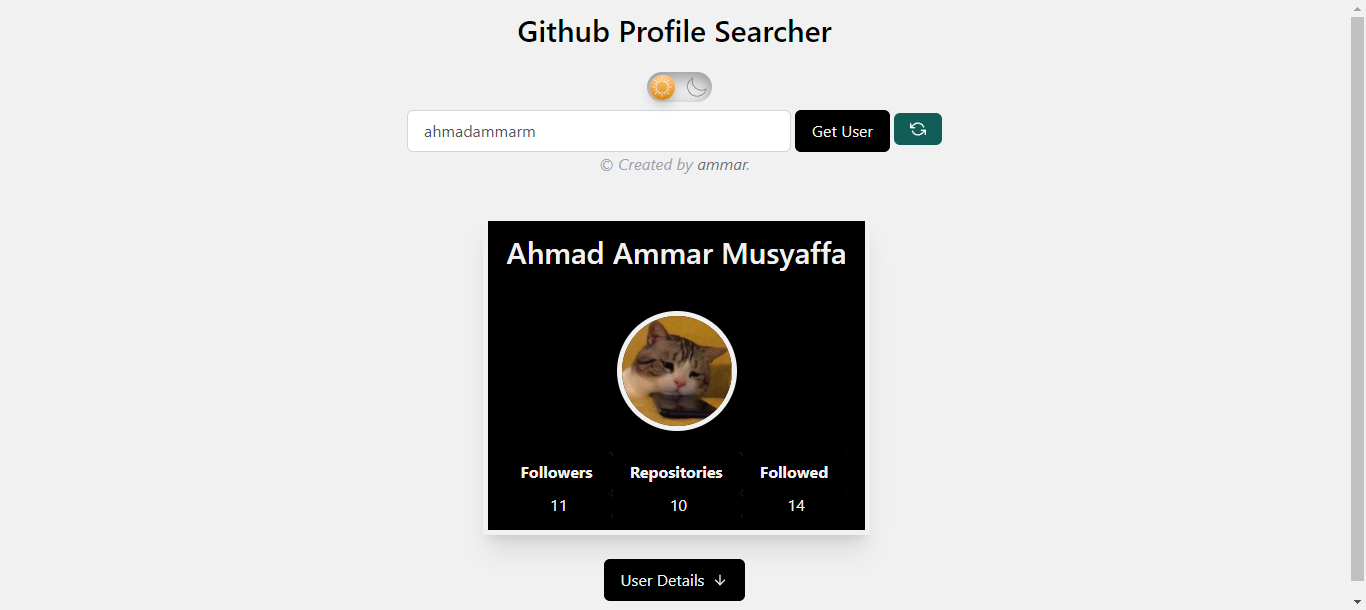 Github Profile Searcher
ahmadammarm
Get User
© Created by ammar.
Ahmad Ammar Musyaffa
Followers Repositories Followed
11 10 14
User Details